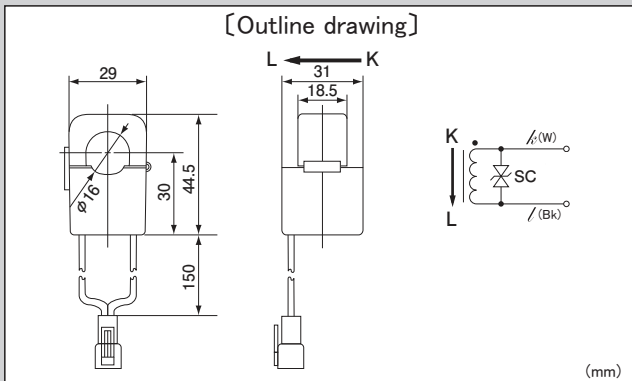 〔Outline drawing〕
L K
29
31
18.5
φ16
30
44.5
150
K
L
k (W)
SC
l (Bk)
(mm)